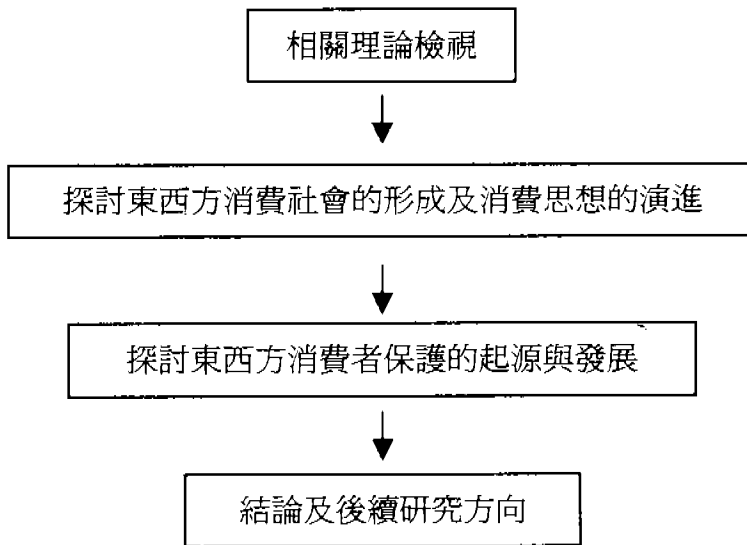 相關理論檢視
探討東西方消費社會的形成及消費思想的演進
探討東西方消費者保護的起源與發展
結論及後續研究方向